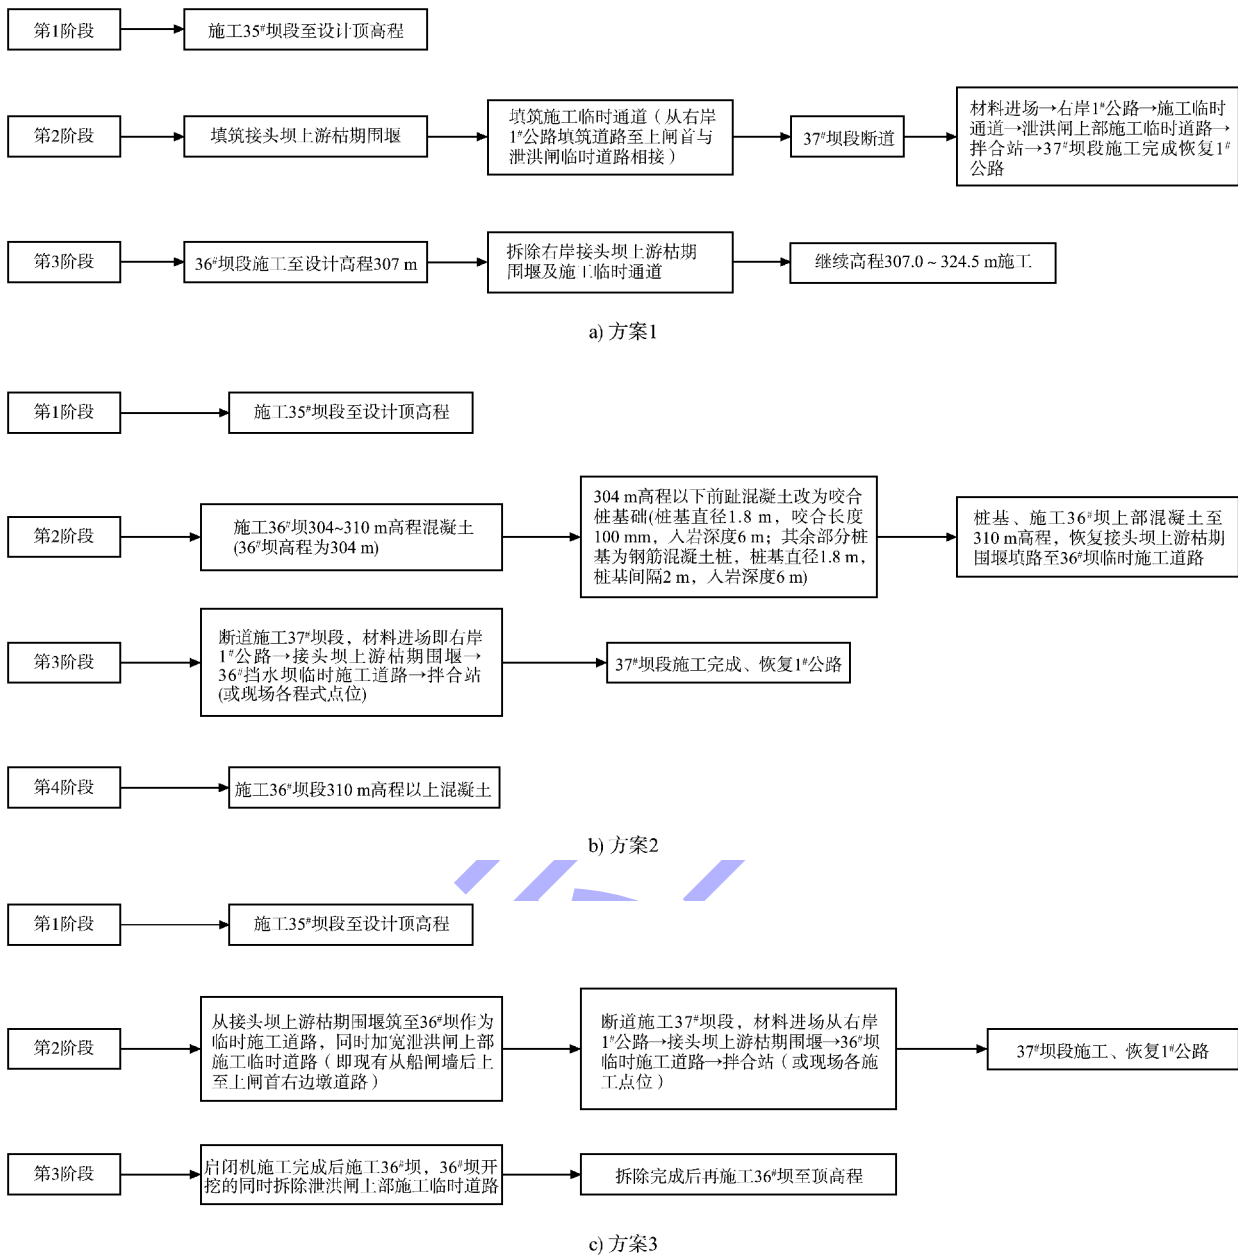 第1阶段
施工35#坝段至设计顶高程
第2阶段
填筑接头坝上游枯期围堰
填筑施工临时通道（从右岸
1#公路填筑道路至上闸首与
泄洪闸临时道路相接）
37#坝段断道
材料进场→右岸1#公路→施工临时
通道→泄洪闸上部施工临时道路→
拌合站→37#坝段施工完成恢复1#
公路
第3阶段
36#坝段施工至设计高程307 m
拆除右岸接头坝上游枯期
围堰及施工临时通道
继续高程307.0～324.5 m施工
a) 方案1
第1阶段
施工35#坝段至设计顶高程
第2阶段
施工36#坝304~310 m高程混凝土
(36#坝高程为304 m)
304 m高程以下前趾混凝土改为咬合
桩基础(桩基直径1.8 m，咬合长度
100 mm，入岩深度6 m；其余部分桩
基为钢筋混凝土桩，桩基直径1.8 m，
桩基间隔2 m，入岩深度6 m)
桩基、施工36#坝上部混凝土至
310 m高程，恢复接头坝上游枯期
围堰填路至36#坝临时施工道路
第3阶段
断道施工37#坝段，材料进场即右岸
1#公路→接头坝上游枯期围堰→
36#挡水坝临时施工道路→拌合站
(或现场各程式点位)
37#坝段施工完成、恢复1#公路
第4阶段
施工36#坝段310 m高程以上混凝土
b) 方案2
第1阶段
施工35#坝段至设计顶高程
第2阶段
从接头坝上游枯期围堰筑至36#坝作为
临时施工道路，同时加宽泄洪闸上部
施工临时道路（即现有从船闸墙后上
至上闸首右边墩道路）
断道施工37#坝段，材料进场从右岸
1#公路→接头坝上游枯期围堰→36#坝
临时施工道路→拌合站（或现场各施
工点位）
37#坝段施工、恢复1#公路
第3阶段
启闭机施工完成后施工36#坝，36#坝开
挖的同时拆除泄洪闸上部施工临时道路
拆除完成后再施工36#坝至顶高程
c) 方案3